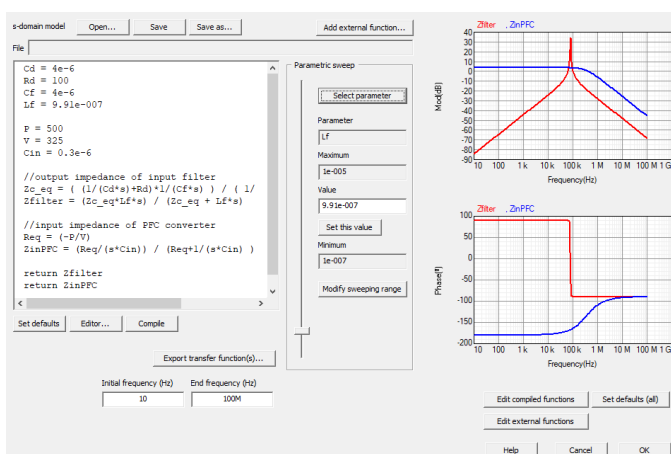 s-domain model Open... Save Save as... Add external function...
File
Cd = 4e-6
Rd = 100
Cf = 4e-6
Lf = 9.91e-007
P = 500
V = 325
Cin = 0.3e-6
//output impedance of input filter
Zc_eq = ( (1/(Cd*s)+Rd)*1/(Cf*s) ) / ( 1/
Zfilter = (Zc_eq*Lf*s) / (Zc_eq + Lf*s)
//input impedance of PFC converter
Req = (-P/V)
ZinPFC = (Req/(s*Cin)) / (Req+1/(s*Cin) )
return Zfilter
return ZinPFC
Set defaults Editor... Compile
Export transfer function(s)...
Initial frequency (Hz) End frequency (Hz)
10 100M
Parametric sweep
Select parameter
Parameter
Lf
Maximum
1e-005
Value
9.91e-007
Set this value
Minimum
1e-007
Modify sweeping range
Zfilter , ZinPFC
Mod[dB]
40
30
20
10
0
-10
-20
-30
-40
-50
-60
-70
-80
-90
10 100 1 k 10 k 100 k 1 M 10 M 100 M 1 G
Frequency(Hz)
Zfilter , ZinPFC
Phase[º]
100
50
0
-50
-100
-150
-200
10 100 1 k 10 k 100 k 1 M 10 M 100 M 1 G
Frequency(Hz)
Edit compiled functions Set defaults (all)
Edit external functions
Help Cancel OK